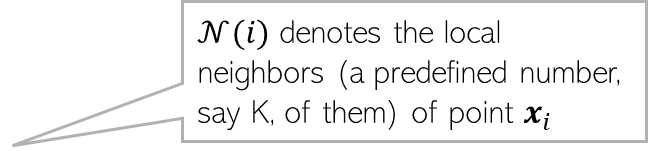 𝒩(i) denotes the local
neighbors (a predefined number,
say K, of them) of point 𝒙ᵢ